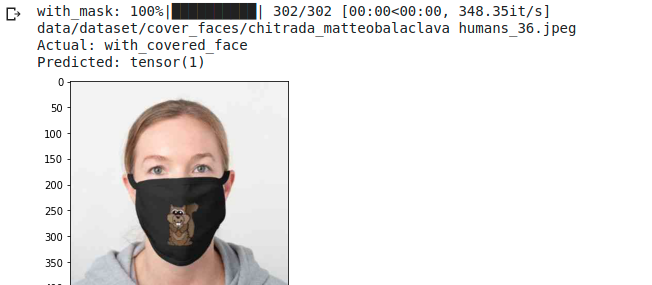 with_mask: 100%|██████████| 302/302 [00:00<00:00, 348.35it/s]
data/dataset/cover_faces/chitrada_matteobalaclava humans_36.jpeg
Actual: with_covered_face
Predicted: tensor(1)
0
50
100
150
200
250
300
350